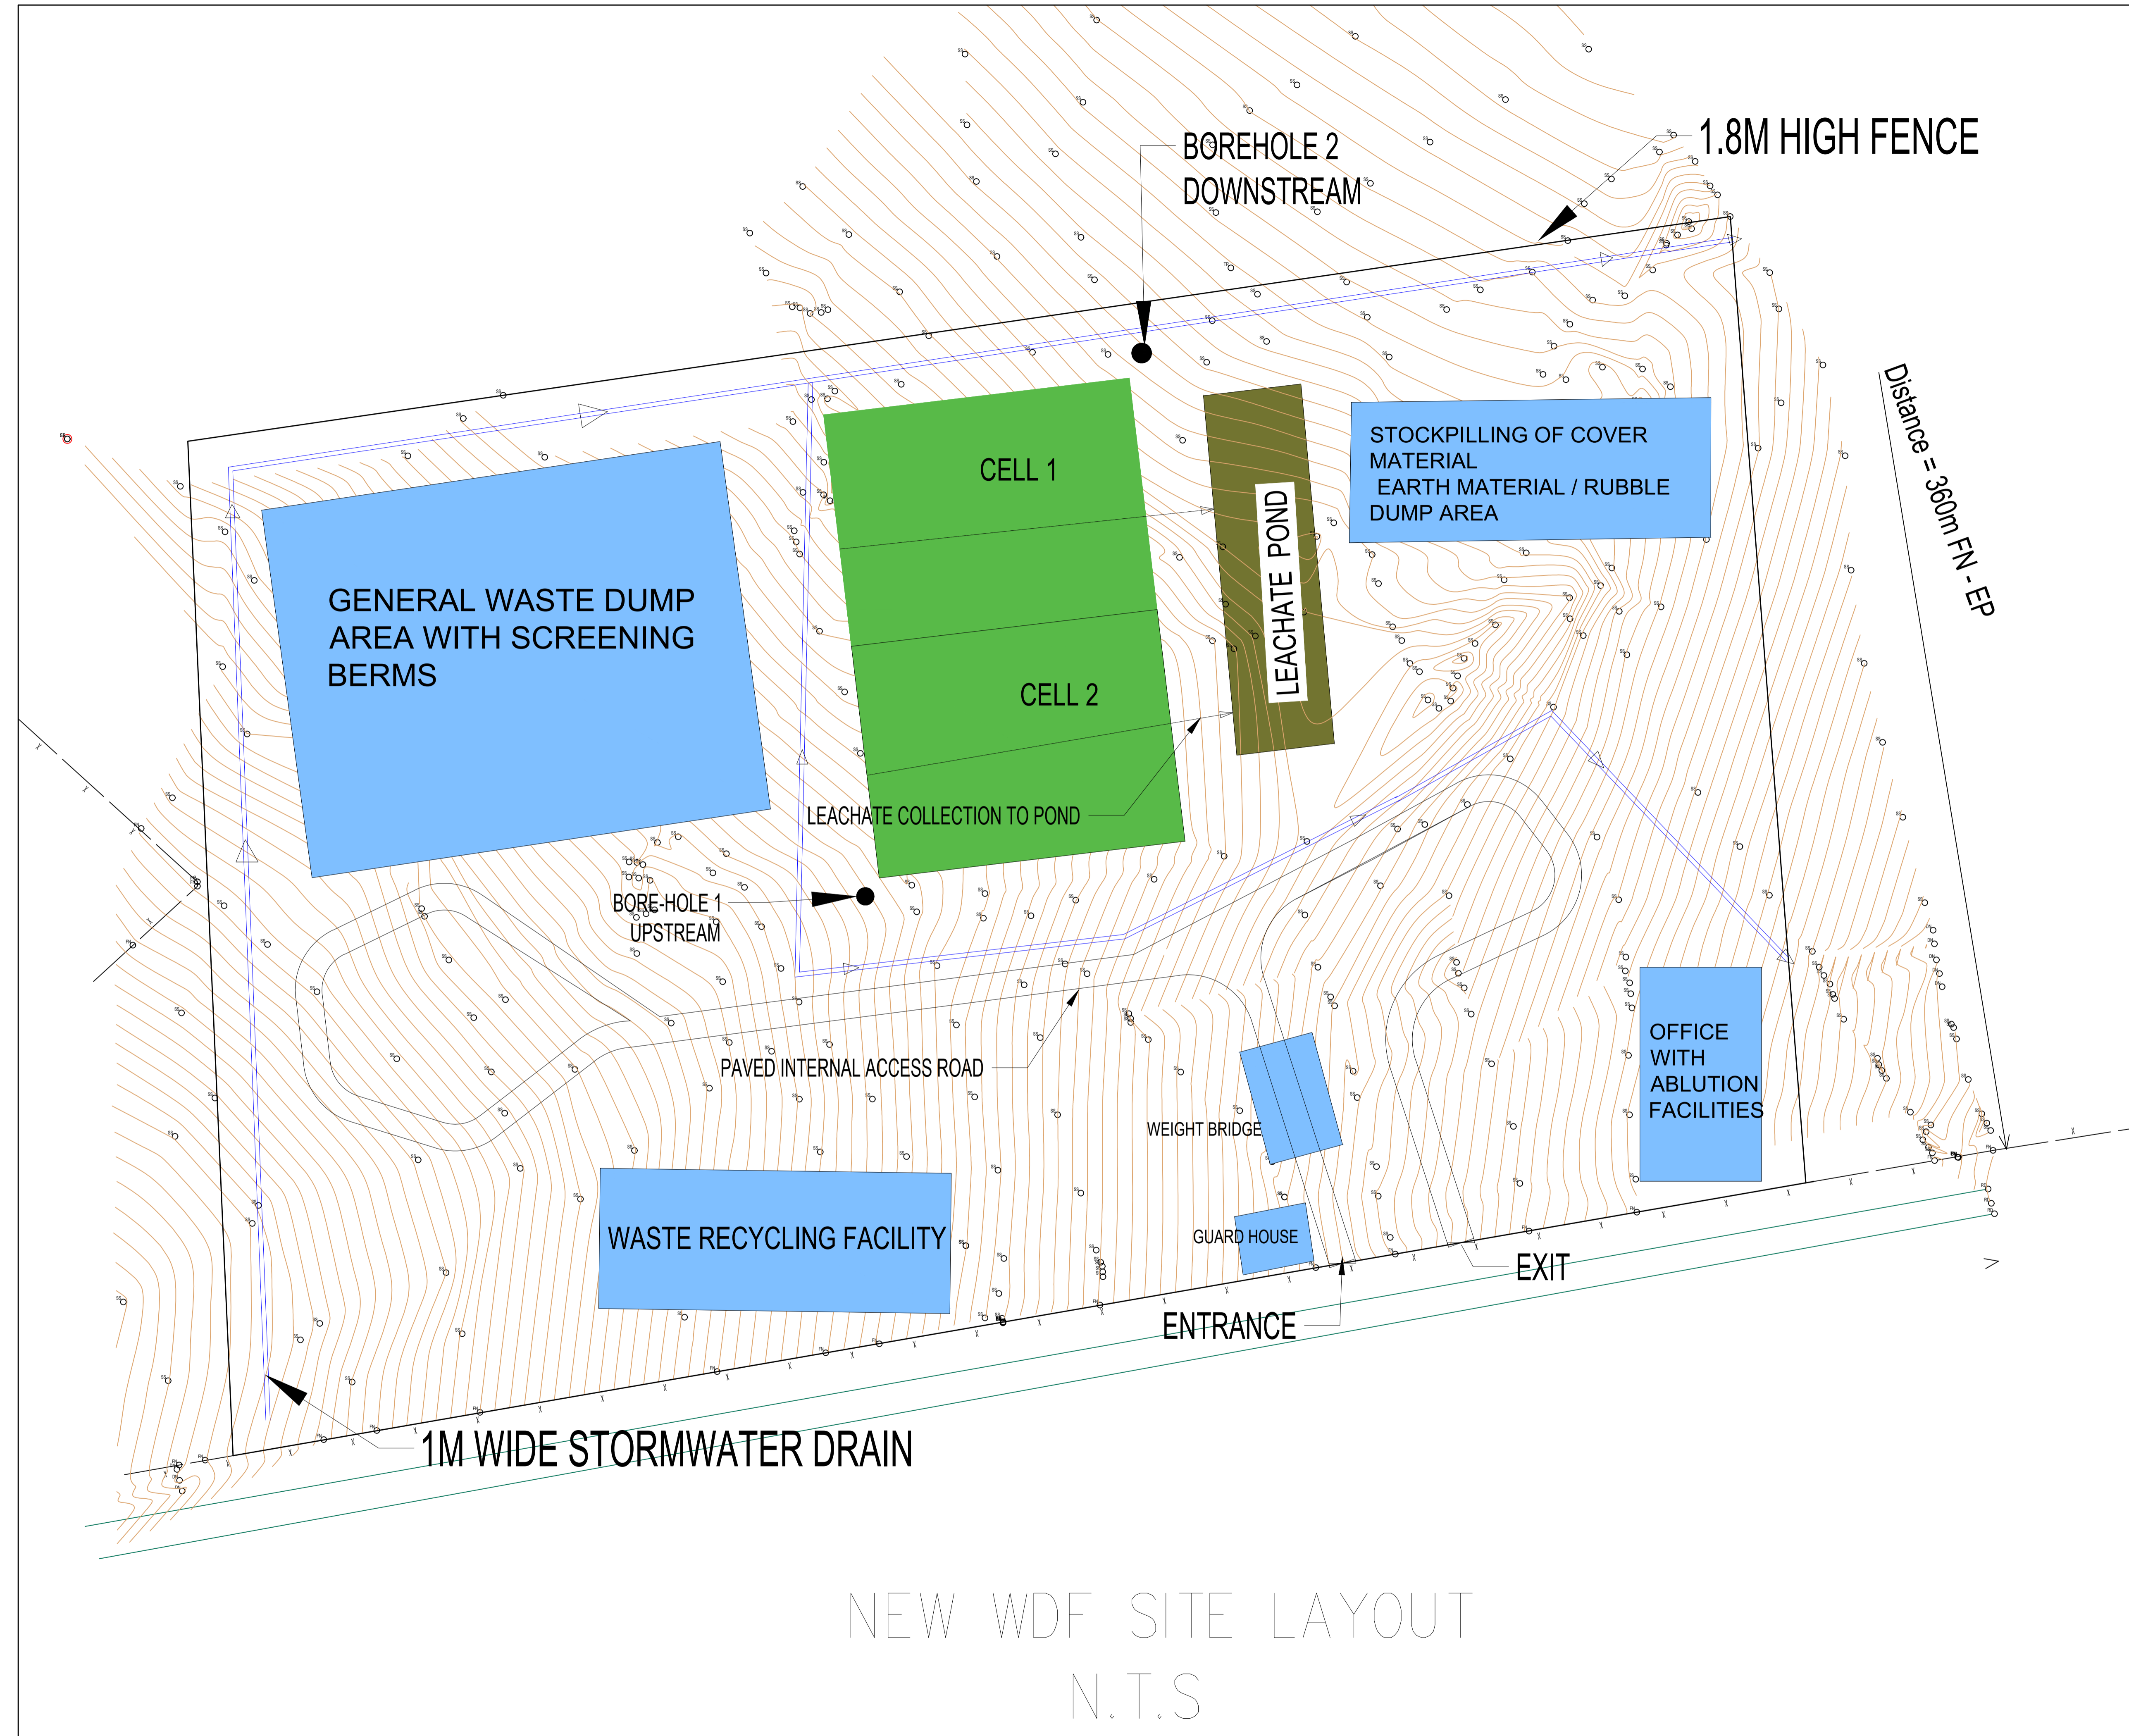 1.8M HIGH FENCE
BOREHOLE 2
DOWNSTREAM
Distance = 360m FN - EP
STOCKPILLING OF COVER
MATERIAL
EARTH MATERIAL / RUBBLE
DUMP AREA
CELL 1
LEACHATE POND
GENERAL WASTE DUMP
AREA WITH SCREENING
BERMS
CELL 2
LEACHATE COLLECTION TO POND
BORE-HOLE 1
UPSTREAM
PAVED INTERNAL ACCESS ROAD
OFFICE
WITH
ABLUTION
FACILITIES
WEIGHT BRIDGE
WASTE RECYCLING FACILITY
GUARD HOUSE
EXIT
ENTRANCE
1M WIDE STORMWATER DRAIN
NEW WDF SITE LAYOUT
N.T.S